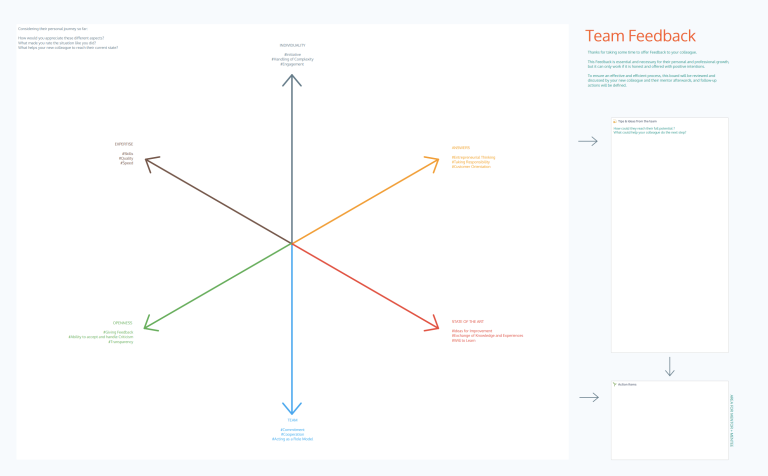 Considering their personal journey so far:
How would you appreciate these different aspects?
What made you see the situation like you did?
What helps your new colleague to reach their current state?
INDIVIDUALITY
#Initiative
#Handling of Complexity
#Engagement
EXPERTISE
#Skills
#Quality
#Speed
#Entrepreneurial Thinking
#Taking Responsibility
#Customer Orientation
OPENNESS
#Giving Feedback
#Ability to accept and handle Criticism
#Transparency
START OF THE ART
#Ideas for Improvement
#Exchange of Knowledge and Experiences
#Will to Learn
TEAM
#Commitment
#Cooperation
#Acting as a Role Model
Team Feedback
Thanks for taking some time to offer Feedback to your colleague.
This Feedback is essential and necessary for their personal and professional growth,
but it can only work if it is honest and offered with positive intentions.
To ensure an effective and efficient process, the board will be reviewed and
discussed by your new colleague and their mentor afterwards, and follow-up
actions will be defined.
Tips & Ideas from the team
How could they reach their full potential?
What could help your colleague do the next step?
Action Items